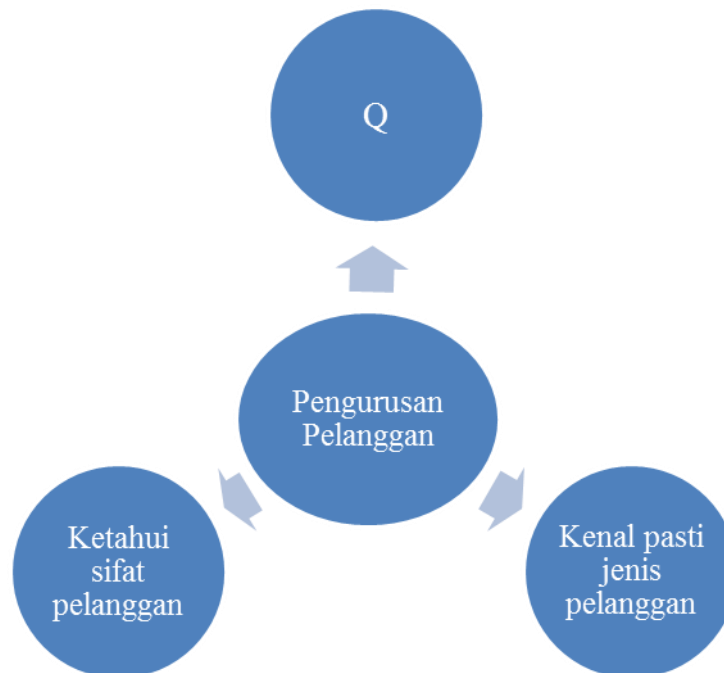 Q
Pengurusan
Pelanggan
Ketahui
sifat
pelanggan
Kenal pasti
jenis
pelanggan